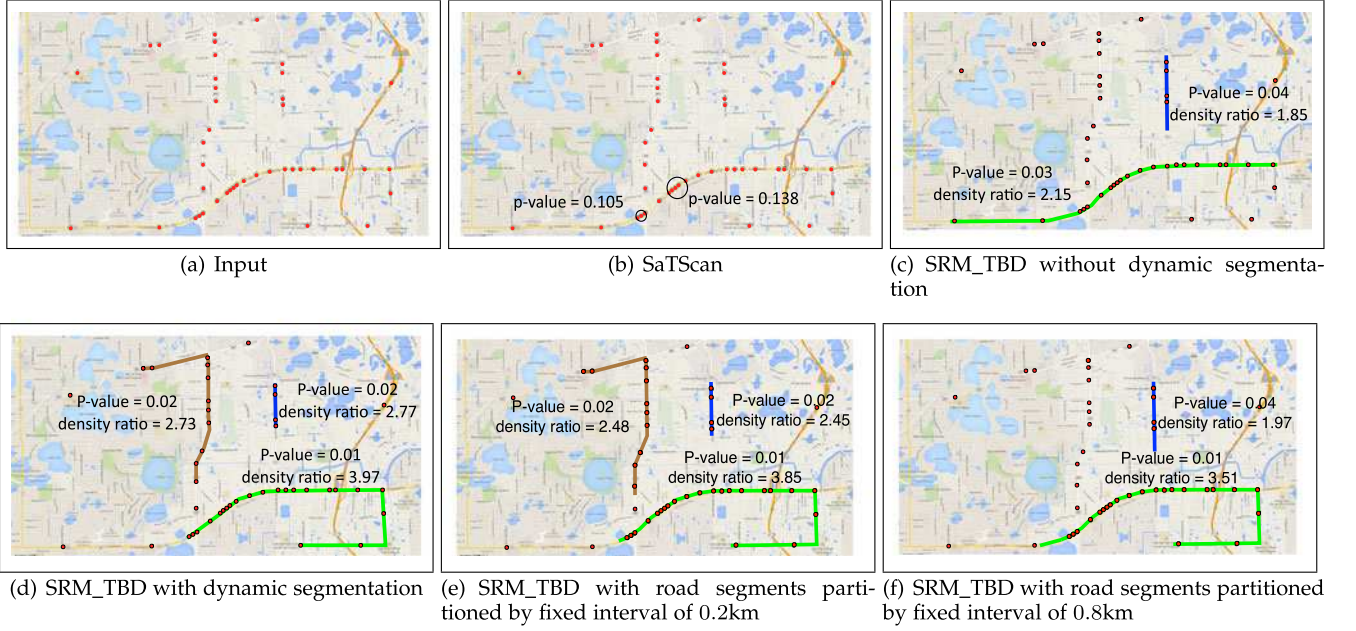 (a) Input
p-value = 0.105
p-value = 0.138
(b) SaTScan
P-value = 0.04
density ratio = 1.85
P-value = 0.03
density ratio = 2.15
(c) SRM_TBD without dynamic segmenta-
tion
P-value = 0.02
density ratio = 2.73
P-value = 0.02
density ratio = 2.77
P-value = 0.01
density ratio = 3.97
(d) SRM_TBD with dynamic segmentation
P-value = 0.02
density ratio = 2.48
P-value = 0.02
density ratio = 2.45
P-value = 0.01
density ratio = 3.85
(e) SRM_TBD with road segments parti-
tioned by fixed interval of 0.2km
P-value = 0.04
density ratio = 1.97
P-value = 0.01
density ratio = 3.51
(f) SRM_TBD with road segments partitioned
by fixed interval of 0.8km